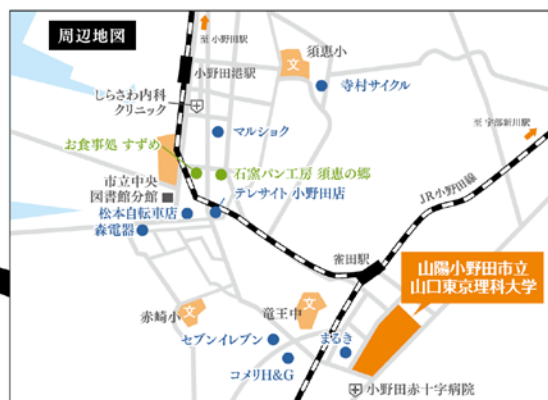 周辺地図
至 小野田駅
須恵小
文
小野田港駅
寺村サイクル
しらさわ内科
クリニック
マルショク
至 宇部新川駅
お食事処 すずめ
石窯パン工房 須恵の郷
市立中央
図書館分館
テレサイト 小野田店
JR小野田線
松本自転車店
森電器
雀田駅
山陽小野田市立
山口東京理科大学
赤崎小
文
竜王中
文
セブンイレブン
まるき
コメリH&G
小野田赤十字病院